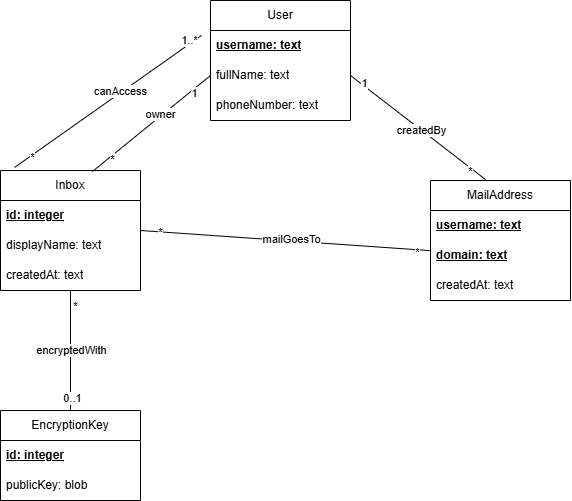 User
username: text
fullName: text
phoneNumber: text
1..*
canAccess
*
1
owner
*
1
createdBy
*
Inbox
id: integer
displayName: text
createdAt: text
*
mailGoesTo
*
MailAddress
username: text
domain: text
createdAt: text
*
encryptedWith
0..1
EncryptionKey
id: integer
publicKey: blob